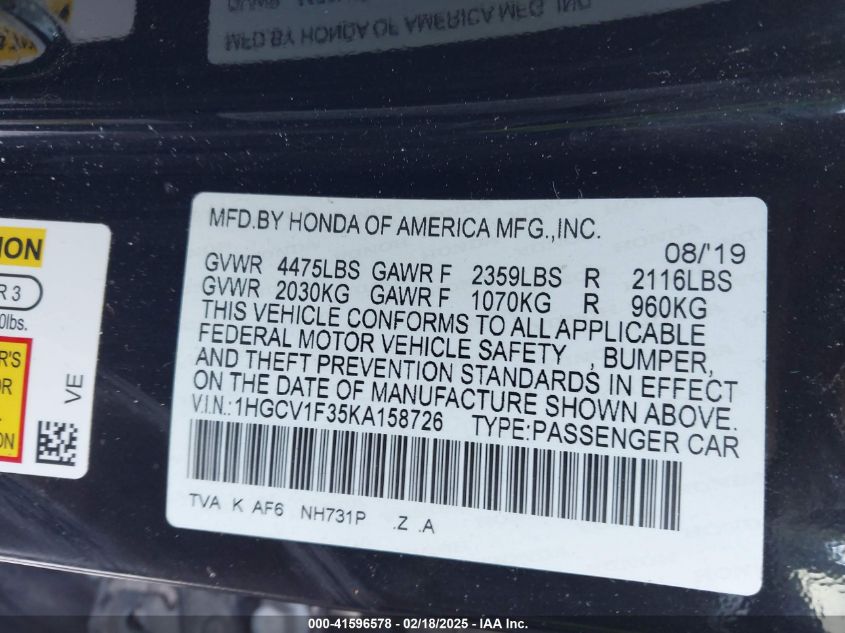 MFD BY HONDA OF AMERICA MFG., INC.
MFD.BY HONDA OF AMERICA MFG.,INC.
08/'19
GVWR 4475LBS GAWR F 2359LBS R 2116LBS
GVWR 2030KG GAWR F 1070KG R 960KG
THIS VEHICLE CONFORMS TO ALL APPLICABLE
FEDERAL MOTOR VEHICLE SAFETY , BUMPER,
AND THEFT PREVENTION STANDARDS IN EFFECT
ON THE DATE OF MANUFACTURE SHOWN ABOVE.
V.I.N.:1HGCV1F35KA158726 TYPE:PASSENGER CAR
TVA K AF6 NH731P .Z .A
R 3
VE
000-41596578 - 02/18/2025 - IAA Inc.